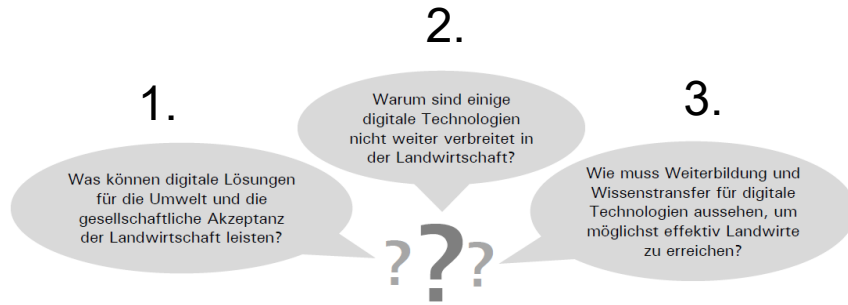 1.
Was können digitale Lösungen
für die Umwelt und die
gesellschaftliche Akzeptanz
der Landwirtschaft leisten?
2.
Warum sind einige
digitale Technologien
nicht weiter verbreitet in
der Landwirtschaft?
3.
Wie muss Weiterbildung und
Wissenstransfer für digitale
Technologien aussehen, um
möglichst effektiv Landwirte
zu erreichen?
? ? ?